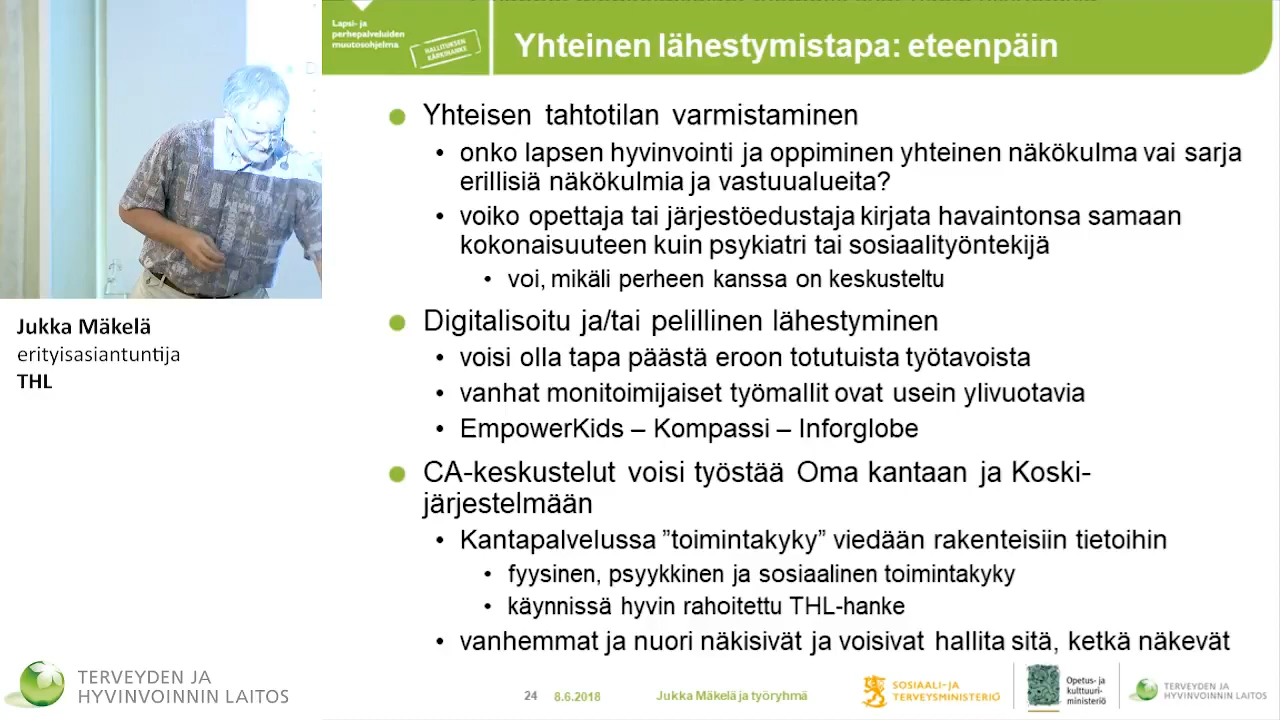 Lapsi- ja
perhepalveluiden
muutosohjelma
HALLITUKSEN
KÄRKIHANKE
Yhteinen lähestymistapa: eteenpäin
Yhteisen tahtotilan varmistaminen
onko lapsen hyvinvointi ja oppiminen yhteinen näkökulma vai sarja
erillisiä näkökulmia ja vastuualueita?
voiko opettaja tai järjestöedustaja kirjata havaintonsa samaan
kokonaisuuteen kuin psykiatri tai sosiaalityöntekijä
voi, mikäli perheen kanssa on keskusteltu
Jukka Mäkelä
erityisasiantuntija
THL
Digitalisoitu ja/tai pelillinen lähestyminen
voisi olla tapa päästä eroon totutuista työtavoista
vanhat monitoimijaiset työmallit ovat usein ylivuotavia
EmpowerKids – Kompassi – Inforglobe
CA-keskustelut voisi työstää Oma kantaan ja Koski-
järjestelmään
Kantapalvelussa ”toimintakyky” viedään rakenteisiin tietoihin
fyysinen, psyykkinen ja sosiaalinen toimintakyky
käynnissä hyvin rahoitettu THL-hanke
vanhemmat ja nuori näkisivät ja voisivat hallita sitä, ketkä näkevät
TERVEYDEN JA
HYVINVOINNIN LAITOS
24
8.6.2018
Jukka Mäkelä ja työryhmä
SOSIAALI- JA
TERVEYSMINISTERIÖ
Opetus- ja
kulttuuri-
ministeriö
TERVEYDEN JA
HYVINVOINNIN LAITOS